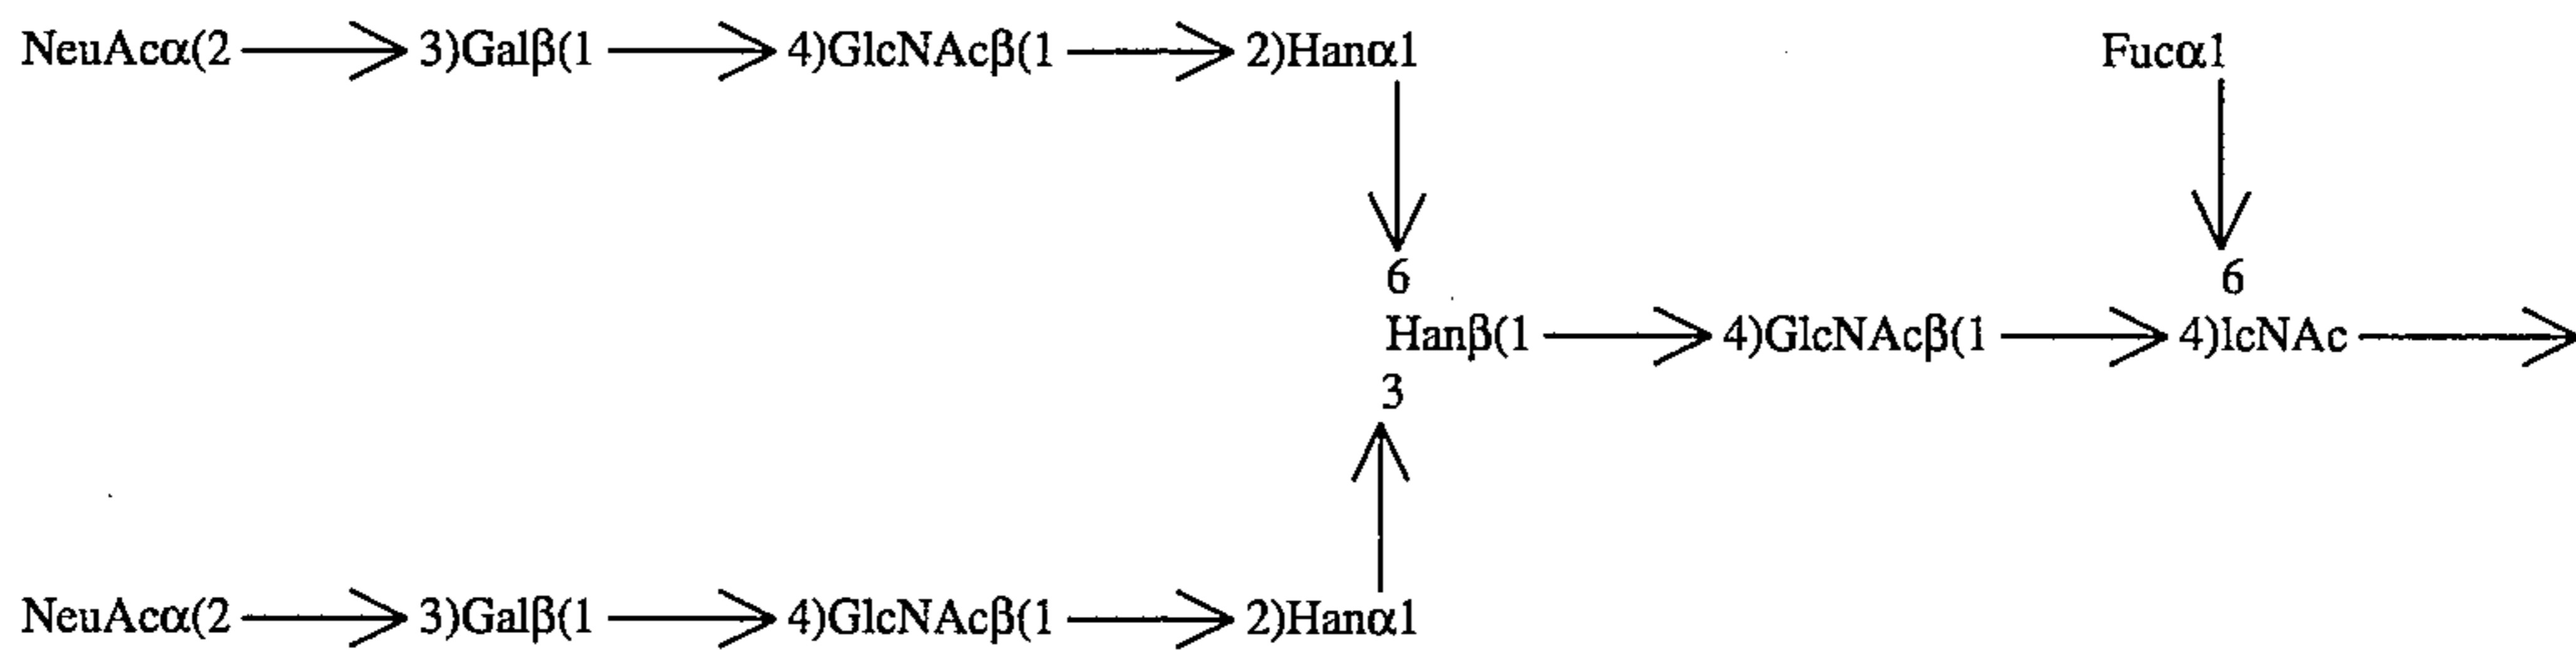 NeuAcα(2 → 3)Galβ(1 → 4)GlcNAcβ(1 → 2)Hanα1 Fucα1
6 6
Hanβ(1 → 4)GlcNAcβ(1 → 4)lcNAc →
3
NeuAcα(2 → 3)Galβ(1 → 4)GlcNAcβ(1 → 2)Hanα1